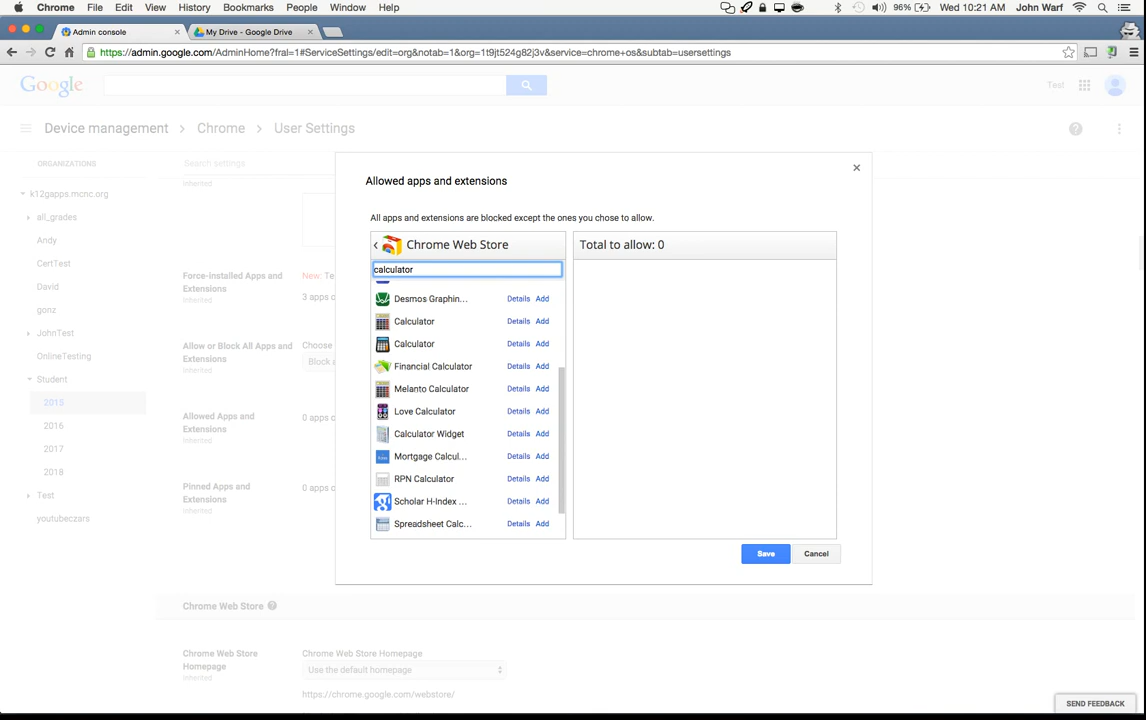 Chrome File Edit View History Bookmarks People Window Help 96% Wed 10:21 AM John Warf
Admin console
My Drive - Google Drive
https://admin.google.com/AdminHome?fral=1#ServiceSettings/edit=org&notab=1&org=1t9jt524g82j3v&service=chrome+os&subtab=usersettings
Google
Test
Device management > Chrome > User Settings
ORGANIZATIONS
k12gapps.mcnc.org
all_grades
Andy
CertTest
David
gonz
JohnTest
OnlineTesting
Student
2015
2016
2017
2018
Test
youtubeczars
Search settings
Inherited
Force-installed Apps and
Extensions
Inherited
New: Te
3 apps o
Allow or Block All Apps and
Extensions
Inherited
Choose
Block
Allowed Apps and
Extensions
Inherited
0 apps
Pinned Apps and
Extensions
Inherited
0 apps
Chrome Web Store
Chrome Web Store
Homepage
Inherited
Chrome Web Store Homepage
Use the default homepage
https://chrome.google.com/webstore/
Allowed apps and extensions
All apps and extensions are blocked except the ones you chose to allow.
Chrome Web Store
calculator
Desmos Graphin... Details Add
Calculator Details Add
Calculator Details Add
Financial Calculator Details Add
Melanto Calculator Details Add
Love Calculator Details Add
Calculator Widget Details Add
Mortgage Calcul... Details Add
RPN Calculator Details Add
Scholar H-Index ... Details Add
Spreadsheet Calc... Details Add
Total to allow: 0
Save
Cancel
SEND FEEDBACK